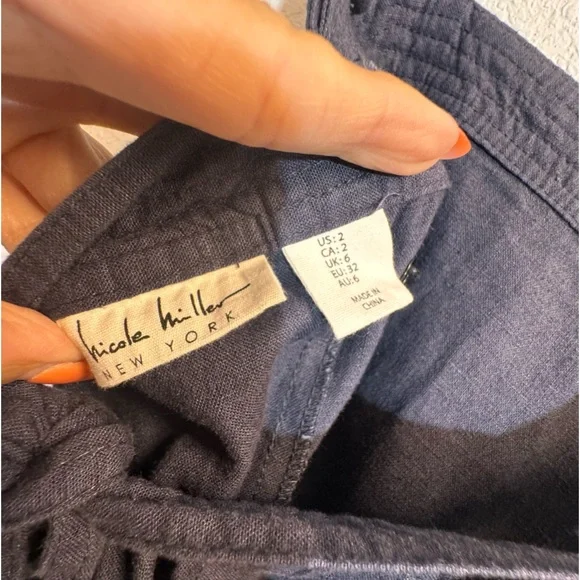 Nicole Miller
NEW YORK
US: 2
CA: 2
UK: 6
EU: 32
AU: 6
MADE IN
CHINA